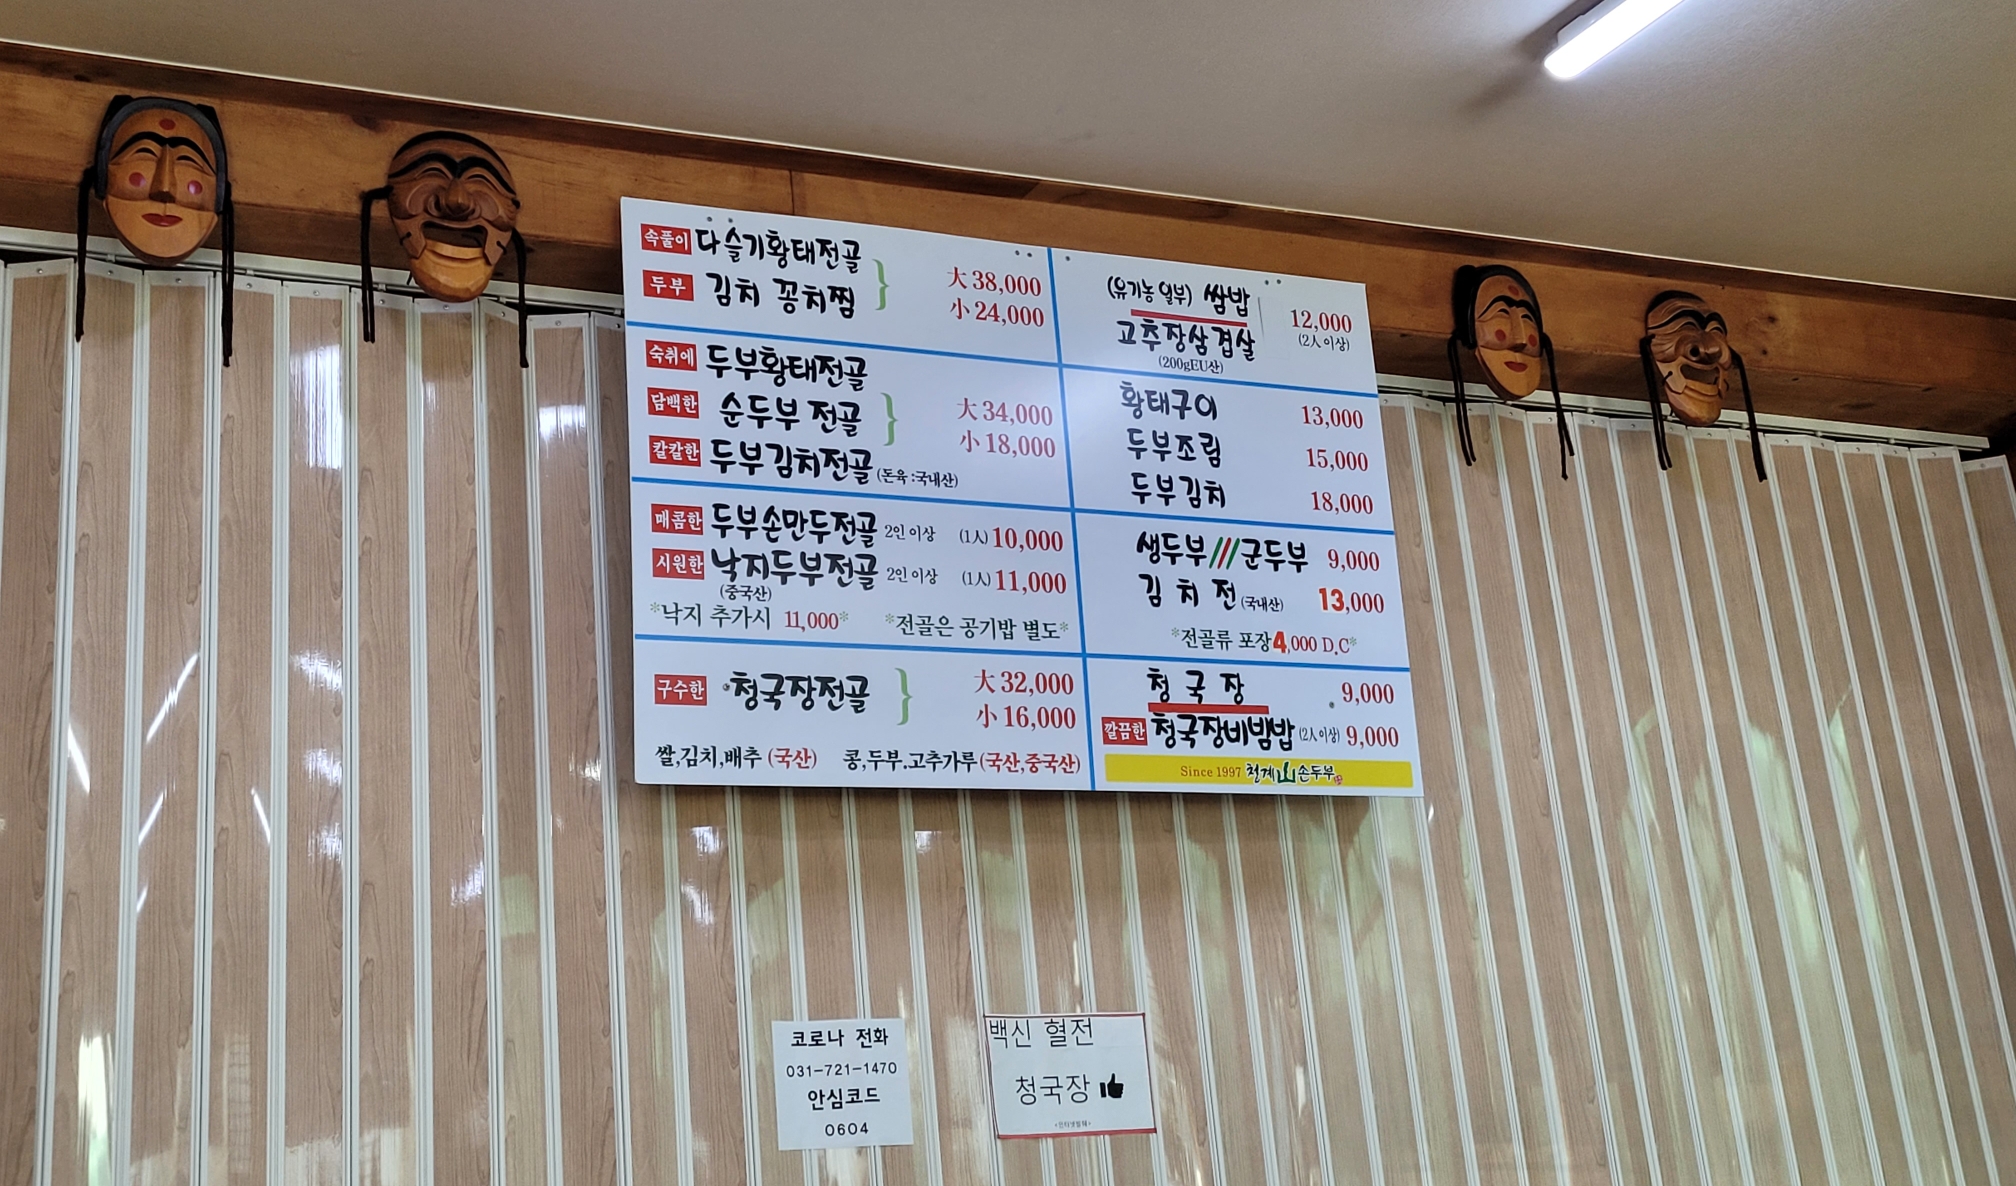 속풀이 다슬기황태전골
두부 김치 꽁치찜
大 38,000
小 24,000
숙취에 두부황태전골
담백한 순두부 전골
칼칼한 두부김치전골 (돈육:국내산)
大 34,000
小 18,000
매콤한 두부손만두전골 2인 이상 (1人) 10,000
시원한 낙지두부전골 2인 이상 (1人) 11,000
(중국산)
*낙지 추가시 11,000* *전골은 공기밥 별도*
구수한 청국장전골
大 32,000
小 16,000
쌀,김치,배추 (국산) 콩,두부.고추가루(국산,중국산)
(유기농 일부) 쌈밥
고추장삼겹살
(200gEU산)
12,000
(2人 이상)
황태구이 13,000
두부조림 15,000
두부김치 18,000
생두부///군두부 9,000
김치전 (국내산) 13,000
*전골류 포장4,000 D.C*
청국장 9,000
깔끔한 청국장비빔밥 (2人 이상) 9,000
Since 1997 청계山손두부
코로나 전화
031-721-1470
안심코드
0604
백신 혈전
청국장